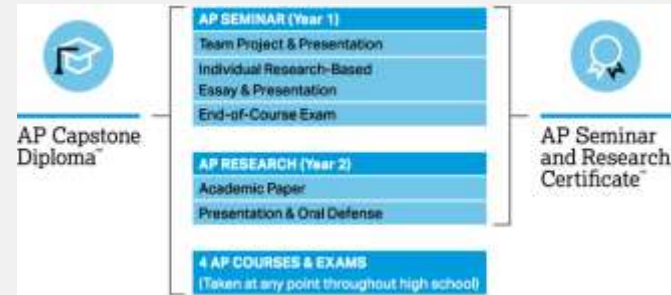 AP SEMINAR (Year 1)
Team Project & Presentation
Individual Research-Based
Essay & Presentation
End-of-Course Exam
AP Capstone
Diploma™
AP RESEARCH (Year 2)
Academic Paper
Presentation & Oral Defense
AP Seminar
and Research
Certificate™
4 AP COURSES & EXAMS
(Taken at any point throughout high school)